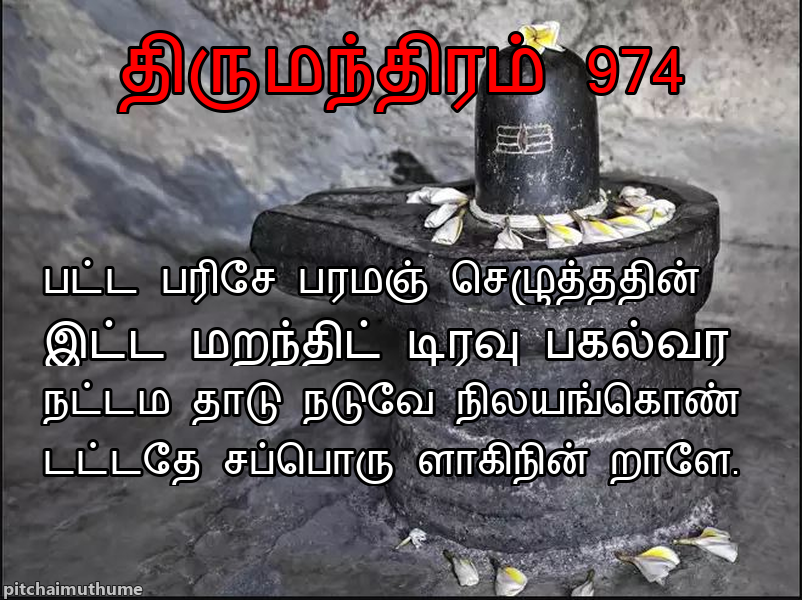 திருமந்திரம் 974
பட்ட பரிசே பரமஞ் செழுத்ததின்
இட்ட மறந்திட் டிரவு பகல்வர
நட்டம தாடு நடுவே நிலயங்கொண்
டட்டதே சப்பொரு ளாகிநின் றாளே.
pitchaimuthume